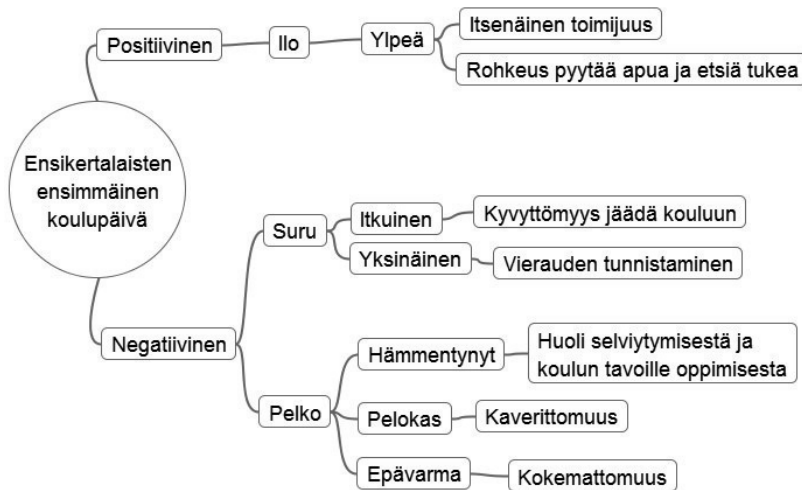 Positiivinen
Ilo
Ylpeä
Itsenäinen toimijuus
Rohkeus pyytää apua ja etsiä tukea
Ensikertalaisten
ensimmäinen
koulupäivä
Negatiivinen
Suru
Itkuinen
Kyvyttömyys jäädä kouluun
Yksinäinen
Vierauden tunnistaminen
Pelko
Hämmentynyt
Huoli selviytymisestä ja
koulun tavoille oppimisesta
Pelokas
Kaverittomuus
Epävarma
Kokemattomuus